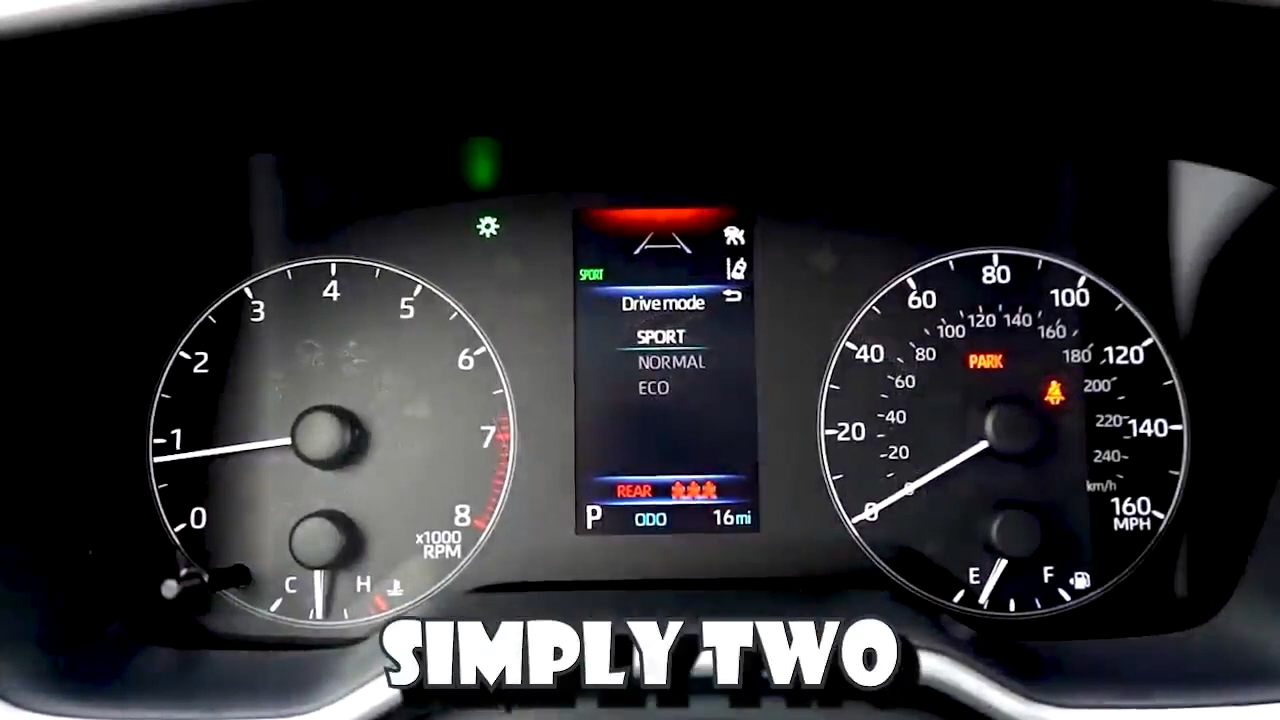 0
1
2
3
4
5
6
7
8
x1000
RPM
C
H
SPORT
Drive mode
SPORT
NORMAL
ECO
REAR
P
ODO
16mi
0
20
40
60
80
100
120
140
160
MPH
0
20
40
60
80
100
120
140
160
180
200
220
240
km/h
PARK
E
F
SIMPLY TWO